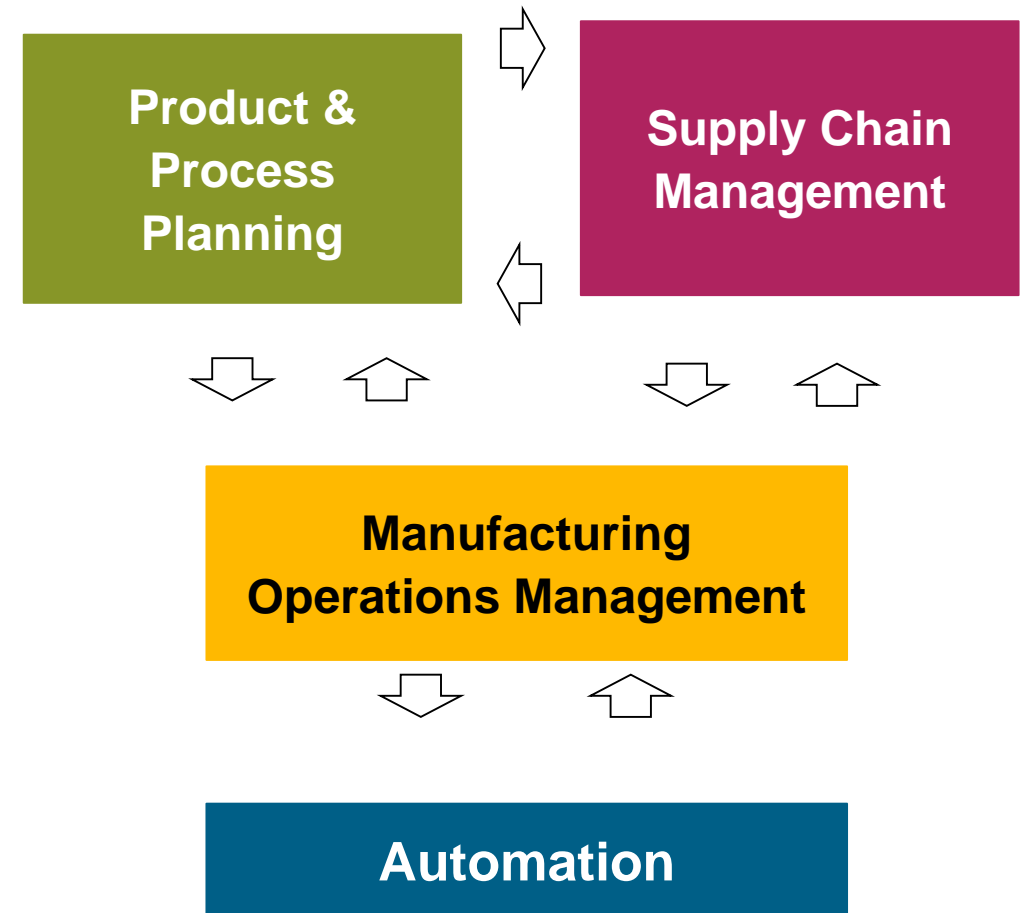 Product &
Process
Planning
Supply Chain
Management
Manufacturing
Operations Management
Automation